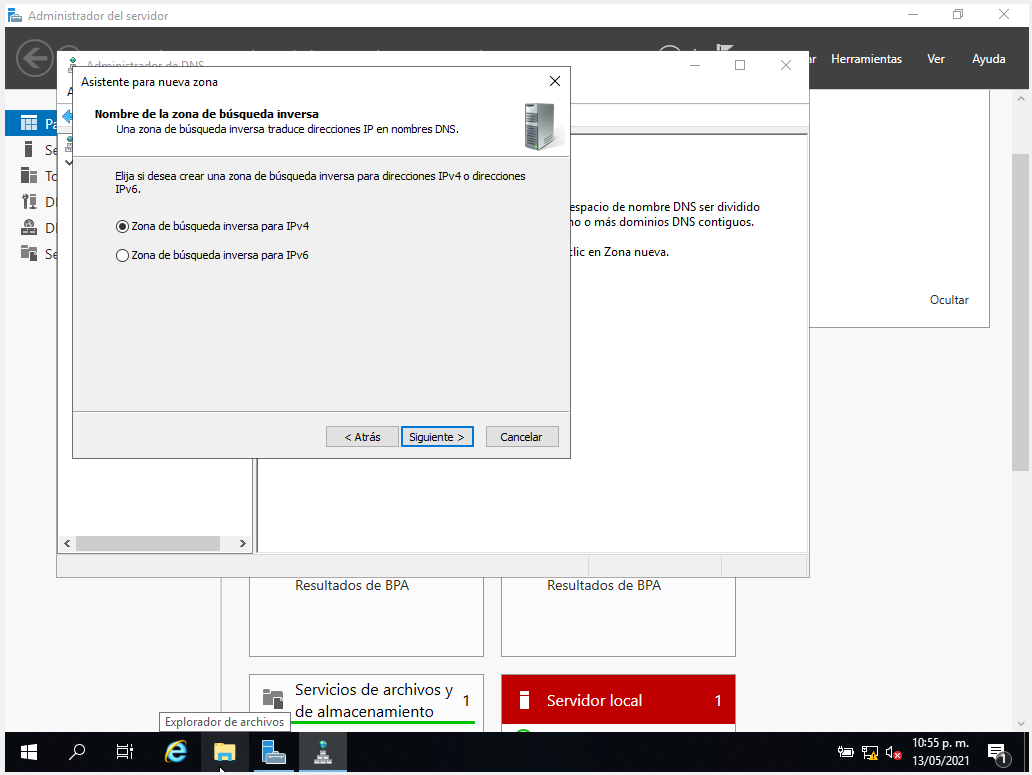 Administrador del servidor
Herramientas
Ver
Ayuda
Administrador de DNS
Asistente para nueva zona
Nombre de la zona de búsqueda inversa
Una zona de búsqueda inversa traduce direcciones IP en nombres DNS.
Elija si desea crear una zona de búsqueda inversa para direcciones IPv4 o direcciones
IPv6.
Zona de búsqueda inversa para IPv4
Zona de búsqueda inversa para IPv6
< Atrás
Siguiente >
Cancelar
espacio de nombre DNS ser dividido
o más dominios DNS contiguos.
clic en Zona nueva.
Ocultar
Resultados de BPA
Resultados de BPA
Servicios de archivos y
de almacenamiento
1
Servidor local
1
Explorador de archivos
10:55 p. m.
13/05/2021
1